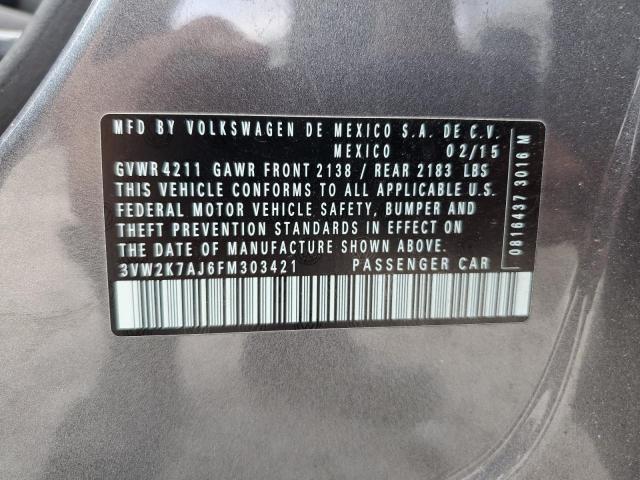 MFD BY VOLKSWAGEN DE MEXICO S.A. DE C.V.
MEXICO 02/15
GVWR 4211 GAWR FRONT 2138 / REAR 2183 LBS
THIS VEHICLE CONFORMS TO ALL APPLICABLE U.S.
FEDERAL MOTOR VEHICLE SAFETY, BUMPER AND
THEFT PREVENTION STANDARDS IN EFFECT ON
THE DATE OF MANUFACTURE SHOWN ABOVE.
3VW2K7AJ6FM303421 PASSENGER CAR
0816437 3016 M